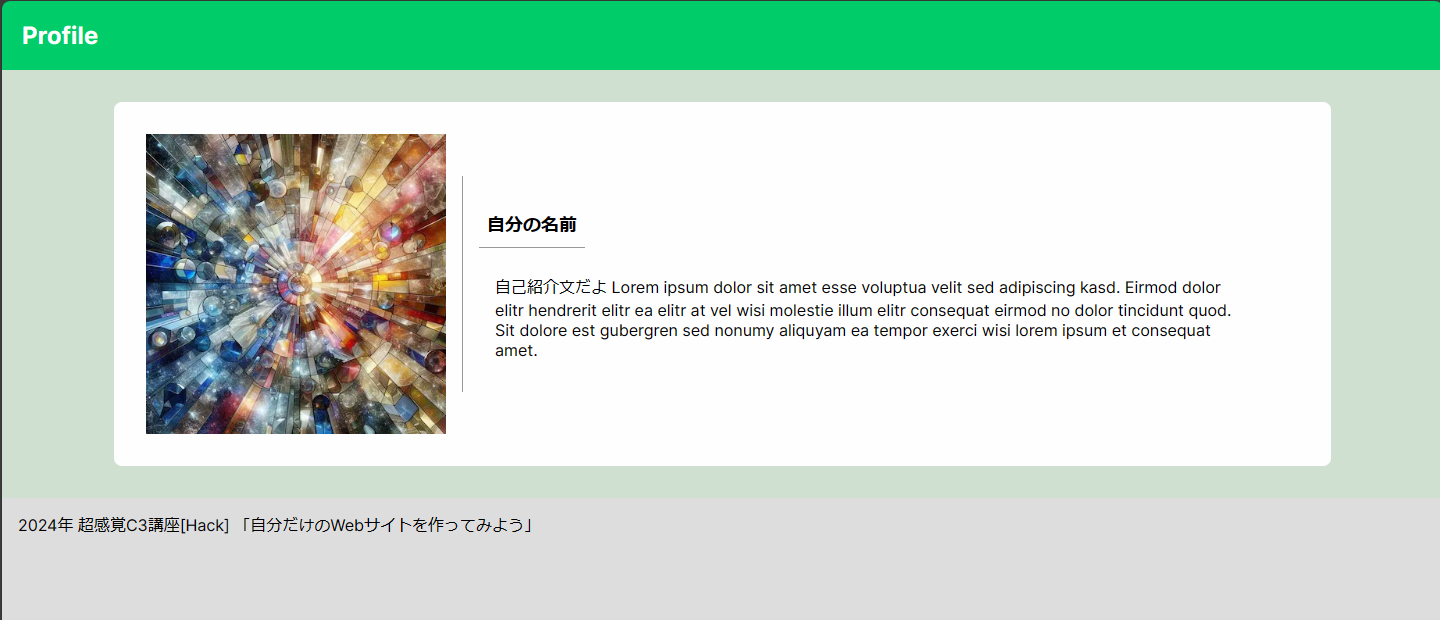 Profile
自分の名前
自己紹介文だよ Lorem ipsum dolor sit amet esse voluptua velit sed adipiscing kasd. Eirmod dolor
elitr hendrerit elitr ea elitr at vel wisi molestie illum elitr consequat eirmod no dolor tincidunt quod.
Sit dolore est gubergren sed nonumy aliquyam ea tempor exerci wisi lorem ipsum et consequat
amet.
2024年 超感覚C3講座[Hack] 「自分だけのWebサイトを作ってみよう」